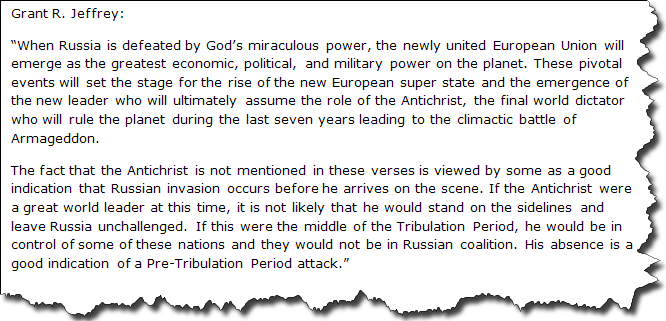 Grant R. Jeffrey:
“When Russia is defeated by God’s miraculous power, the newly united European Union will
emerge as the greatest economic, political, and military power on the planet. These pivotal
events will set the stage for the rise of the new European super state and the emergence of
the new leader who will ultimately assume the role of the Antichrist, the final world dictator
who will rule the planet during the last seven years leading to the climactic battle of
Armageddon.
The fact that the Antichrist is not mentioned in these verses is viewed by some as a good
indication that Russian invasion occurs before he arrives on the scene. If the Antichrist were
a great world leader at this time, it is not likely that he would stand on the sidelines and
leave Russia unchallenged. If this were the middle of the Tribulation Period, he would be in
control of some of these nations and they would not be in Russian coalition. His absence is a
good indication of a Pre-Tribulation Period attack.”